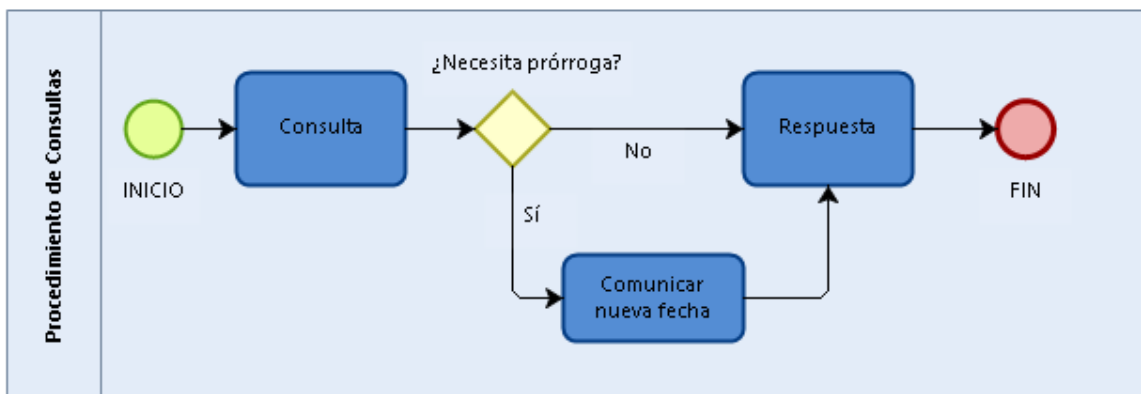 Procedimiento de Consultas
¿Necesita prórroga?
Consulta
Respuesta
No
INICIO
FIN
Sí
Comunicar
nueva fecha